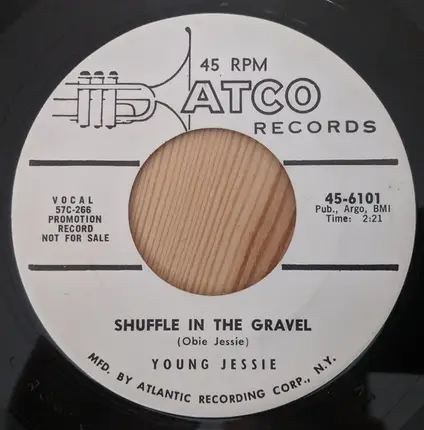 45 RPM
ATCO
RECORDS
VOCAL
57C-266
PROMOTION
RECORD
NOT FOR SALE
45-6101
Pub., Argo, BMI
Time: 2:21
SHUFFLE IN THE GRAVEL
(Obie Jessie)
YOUNG JESSIE
MFD. BY ATLANTIC RECORDING CORP., N.Y.